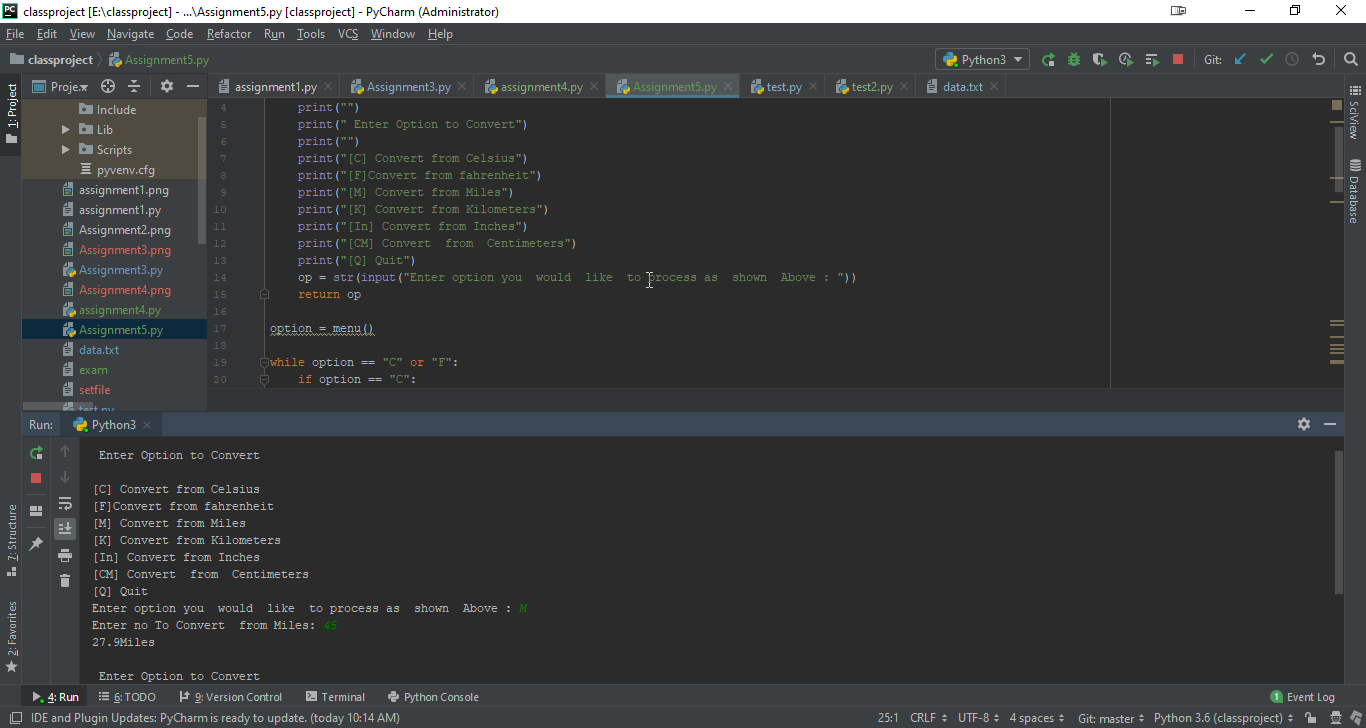 classproject [E:\classproject] - ...\Assignment5.py [classproject] - PyCharm (Administrator)
File Edit View Navigate Code Refactor Run Tools VCS Window Help
classproject Assignment5.py Python3 Git:
1: Project
Proje.. assignment1.py Assignment3.py assignment4.py Assignment5.py test.py test2.py data.txt
Include
Lib
Scripts
pyvenv.cfg
assignment1.png
assignment1.py
Assignment2.png
Assignment3.png
Assignment3.py
Assignment4.png
assignment4.py
Assignment5.py
data.txt
exam
setfile
test.py
4 print("")
5 print(" Enter Option to Convert")
6 print("")
7 print("[C] Convert from Celsius")
8 print("[F]Convert from fahrenheit")
9 print("[M] Convert from Miles")
10 print("[K] Convert from Kilometers")
11 print("[In] Convert from Inches")
12 print("[CM] Convert  from  Centimeters")
13 print("[Q] Quit")
14 op = str(input("Enter option you  would  like  to process as  shown  Above : "))
15 return op
16
17 option = menu()
18
19 while option == "C" or "F":
20 if option == "C":
SciView
Database
Run: Python3
Enter Option to Convert
[C] Convert from Celsius
[F]Convert from fahrenheit
[M] Convert from Miles
[K] Convert from Kilometers
[In] Convert from Inches
[CM] Convert  from  Centimeters
[Q] Quit
Enter option you  would  like  to process as  shown  Above : M
Enter no To Convert  from Miles: 45
27.9Miles
Enter Option to Convert
7: Structure
2: Favorites
4: Run 6: TODO 9: Version Control Terminal Python Console 1 Event Log
IDE and Plugin Updates: PyCharm is ready to update. (today 10:14 AM) 25:1 CRLF UTF-8 4 spaces Git: master Python 3.6 (classproject)